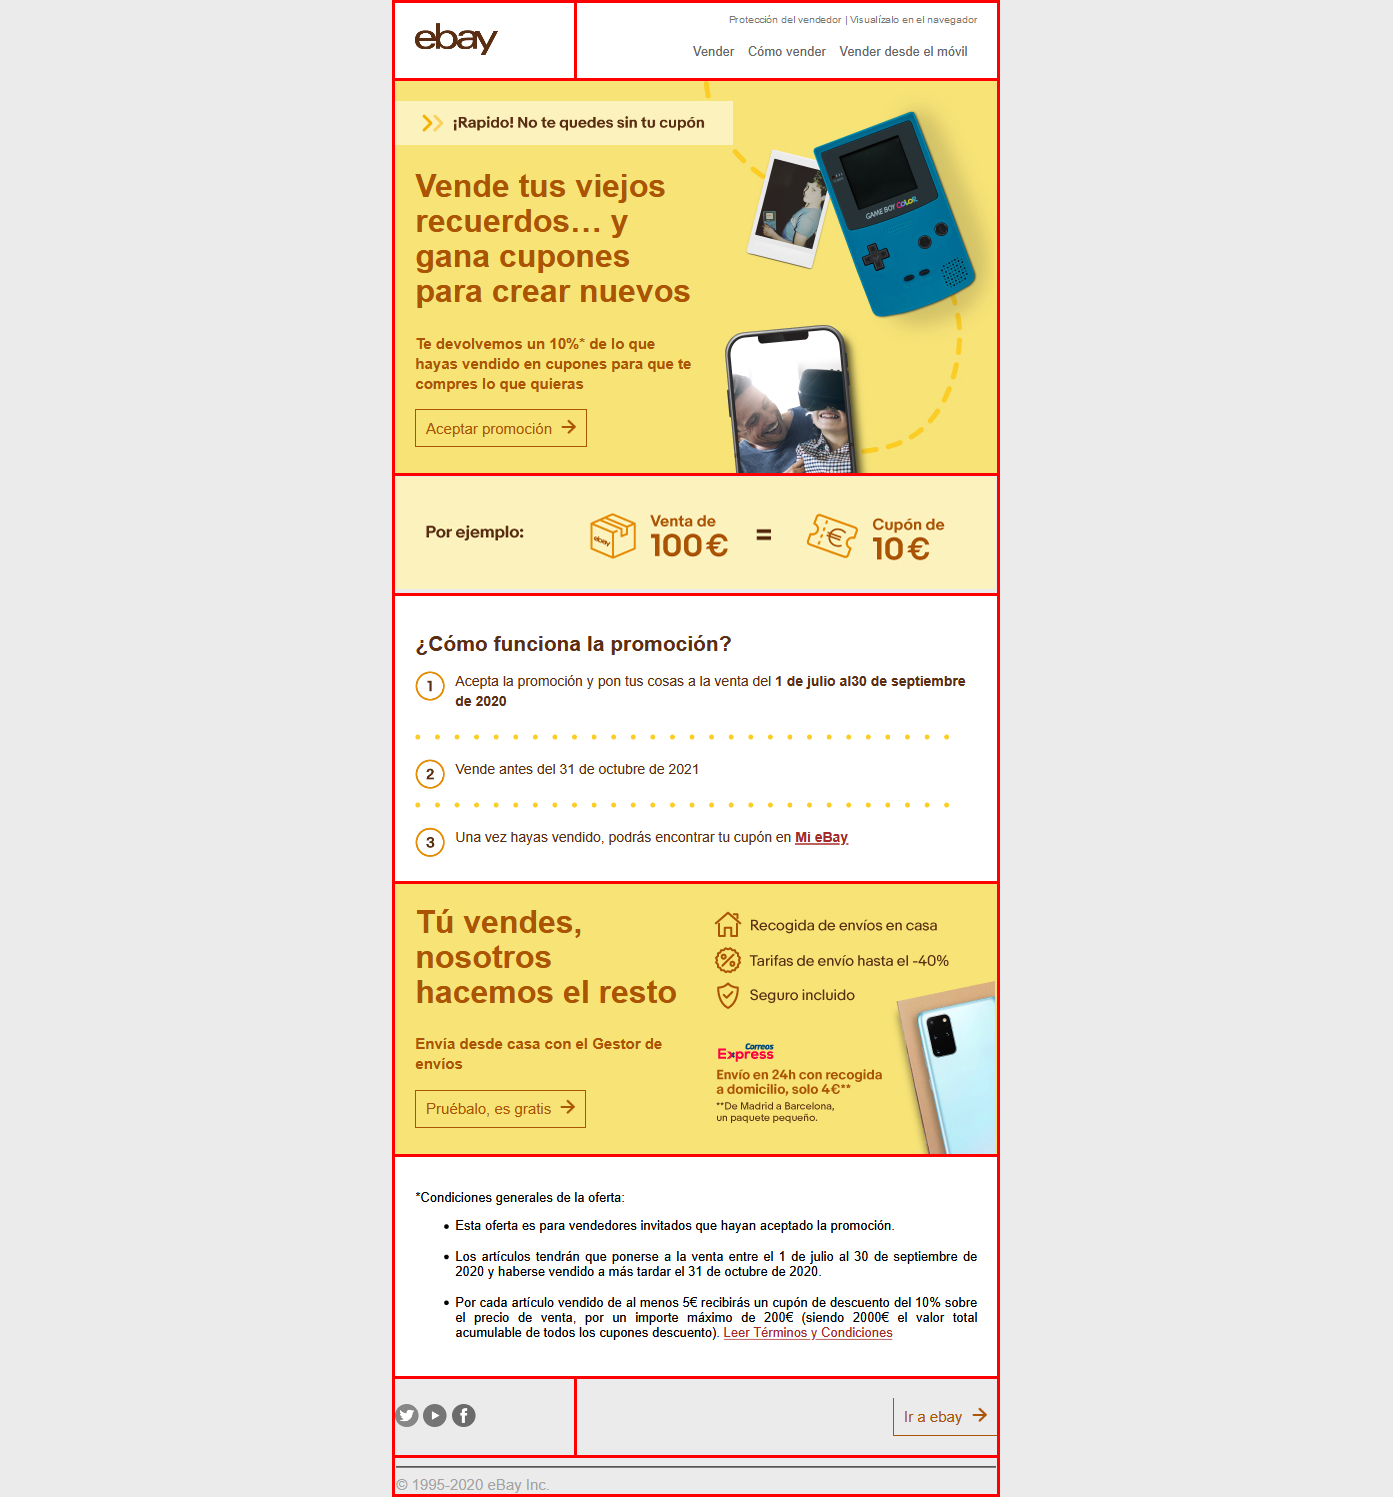 ebay
Protección del vendedor | Visualízalo en el navegador
Vender Cómo vender Vender desde el móvil
¡Rapido! No te quedes sin tu cupón
Vende tus viejos
recuerdos… y
gana cupones
para crear nuevos
GAME BOY COLOR
Te devolvemos un 10%* de lo que
hayas vendido en cupones para que te
compres lo que quieras
Aceptar promoción
Por ejemplo:
ebay
Venta de
100€
=
€
Cupón de
10€
¿Cómo funciona la promoción?
1 Acepta la promoción y pon tus cosas a la venta del 1 de julio al30 de septiembre
de 2020
2 Vende antes del 31 de octubre de 2021
3 Una vez hayas vendido, podrás encontrar tu cupón en Mi eBay
Tú vendes,
nosotros
hacemos el resto
Envía desde casa con el Gestor de
envíos
Pruébalo, es gratis
Recogida de envíos en casa
% Tarifas de envío hasta el -40%
Seguro incluido
Correos
Express
Envío en 24h con recogida
a domicilio, solo 4€**
**De Madrid a Barcelona,
un paquete pequeño.
*Condiciones generales de la oferta:
• Esta oferta es para vendedores invitados que hayan aceptado la promoción.
• Los artículos tendrán que ponerse a la venta entre el 1 de julio al 30 de septiembre de
2020 y haberse vendido a más tardar el 31 de octubre de 2020.
• Por cada artículo vendido de al menos 5€ recibirás un cupón de descuento del 10% sobre
el precio de venta, por un importe máximo de 200€ (siendo 2000€ el valor total
acumulable de todos los cupones descuento). Leer Términos y Condiciones
Ir a ebay
© 1995-2020 eBay Inc.